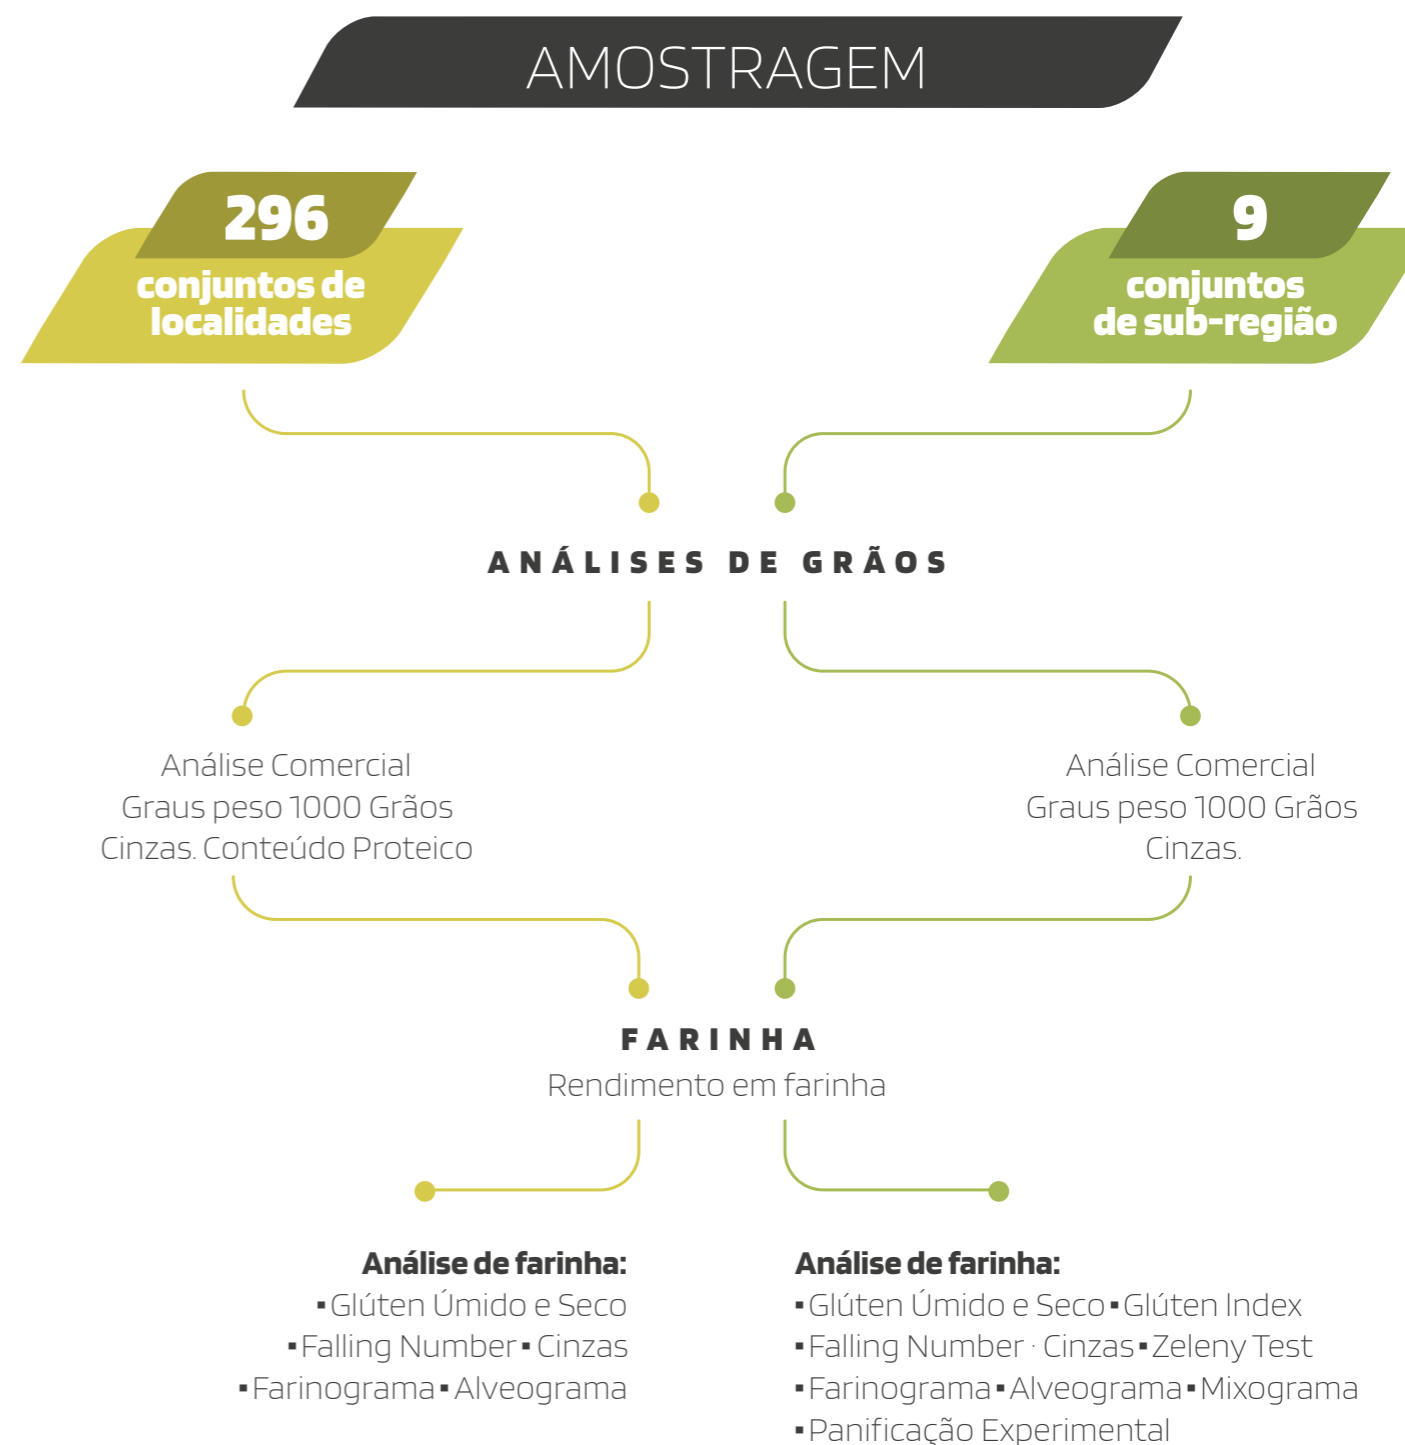 AMOSTRAGEM
296
conjuntos de
localidades
9
conjuntos
de sub-região
ANÁLISES DE GRÃOS
Análise Comercial
Graus peso 1000 Grãos
Cinzas. Conteúdo Proteico
Análise Comercial
Graus peso 1000 Grãos
Cinzas.
FARINHA
Rendimento em farinha
Análise de farinha:
▪Glúten Úmido e Seco
▪Falling Number▪Cinzas
▪Farinograma▪Alveograma
Análise de farinha:
▪Glúten Úmido e Seco▪Glúten Index
▪Falling Number · Cinzas▪Zeleny Test
▪Farinograma▪Alveograma▪Mixograma
▪Panificação Experimental